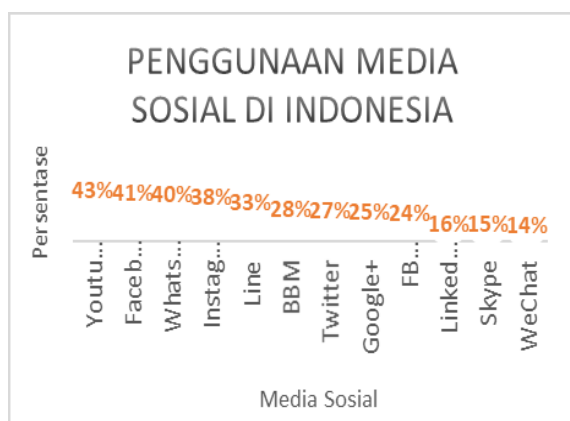 PENGGUNAAN MEDIA
SOSIAL DI INDONESIA
Persentase
43% 41% 40% 38% 33% 28% 27% 25% 24% 16% 15% 14%
Youtu...
Faceb...
Whats...
Instag...
Line
BBM
Twitter
Google+
FB...
Linked...
Skype
WeChat
Media Sosial